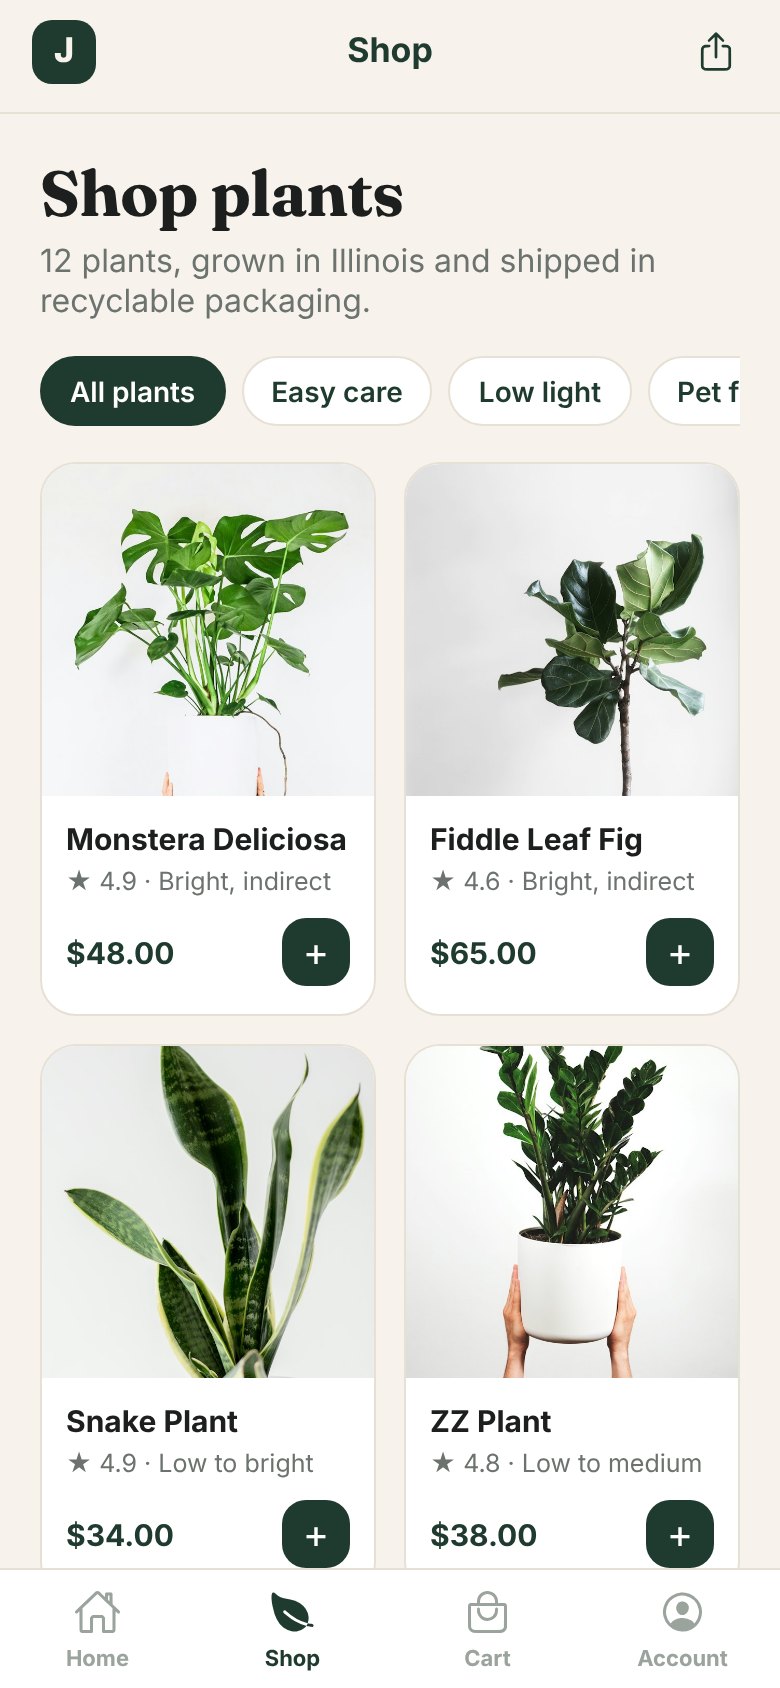 J
Shop
Shop plants
12 plants, grown in Illinois and shipped in
recyclable packaging.
All plants
Easy care
Low light
Pet f
Monstera Deliciosa
★ 4.9 · Bright, indirect
$48.00
+
Fiddle Leaf Fig
★ 4.6 · Bright, indirect
$65.00
+
Snake Plant
★ 4.9 · Low to bright
$34.00
+
ZZ Plant
★ 4.8 · Low to medium
$38.00
+
Home
Shop
Cart
Account